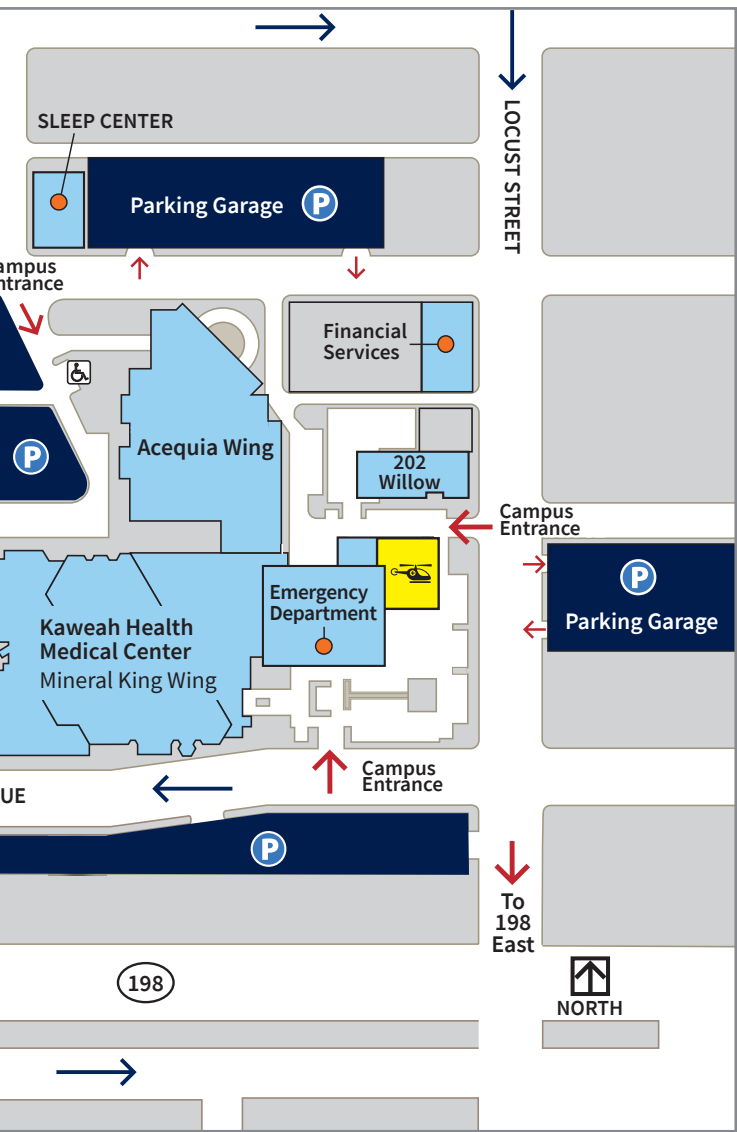 SLEEP CENTER
LOCUST STREET
Parking Garage P
ampus
ntrance
Financial
Services
Acequia Wing
P
202
Willow
Campus
Entrance
P
Parking Garage
Emergency
Department
Kaweah Health
Medical Center
Mineral King Wing
Campus
Entrance
UE
P
To
198
East
198
NORTH